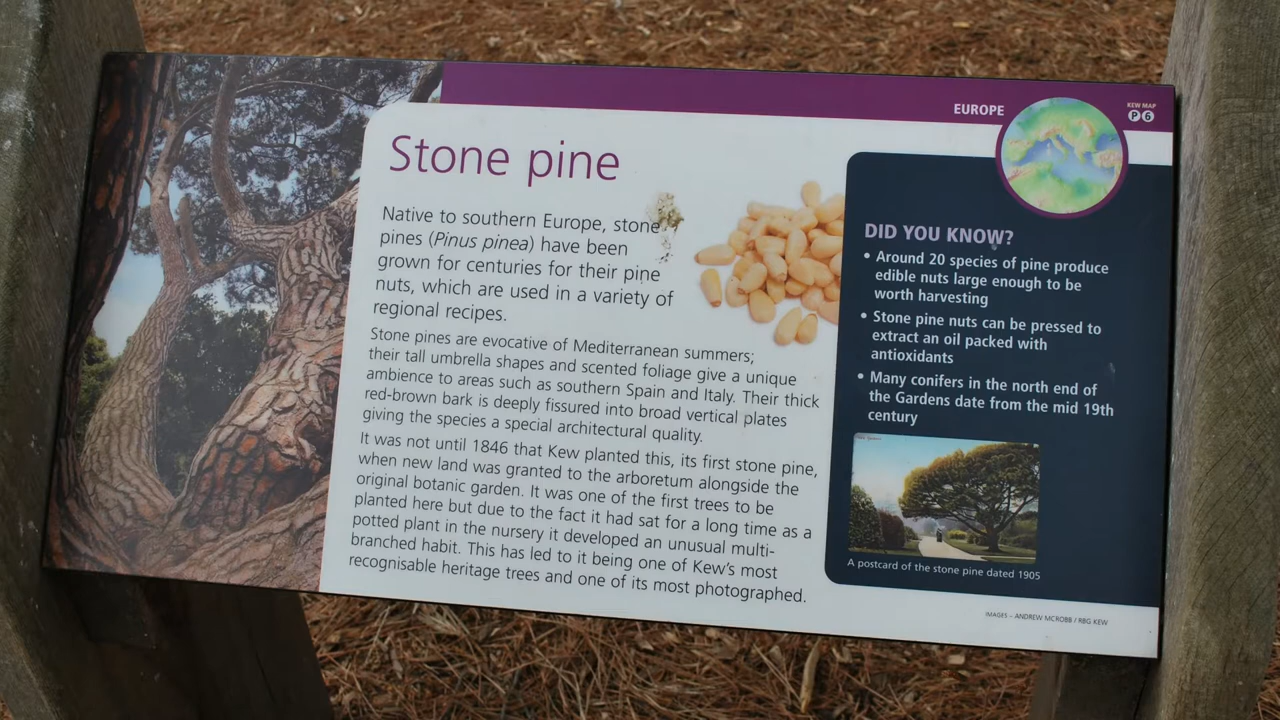 EUROPE
KEW MAP
P 6
Stone pine
Native to southern Europe, stone
pines (Pinus pinea) have been
grown for centuries for their pine
nuts, which are used in a variety of
regional recipes.
Stone pines are evocative of Mediterranean summers;
their tall umbrella shapes and scented foliage give a unique
ambience to areas such as southern Spain and Italy. Their thick
red-brown bark is deeply fissured into broad vertical plates
giving the species a special architectural quality.
It was not until 1846 that Kew planted this, its first stone pine,
when new land was granted to the arboretum alongside the
original botanic garden. It was one of the first trees to be
planted here but due to the fact it had sat for a long time as a
potted plant in the nursery it developed an unusual multi-
branched habit. This has led to it being one of Kew's most
recognisable heritage trees and one of its most photographed.
DID YOU KNOW?
• Around 20 species of pine produce
edible nuts large enough to be
worth harvesting
• Stone pine nuts can be pressed to
extract an oil packed with
antioxidants
• Many conifers in the north end of
the Gardens date from the mid 19th
century
A postcard of the stone pine dated 1905
IMAGES – ANDREW MCROBB / RBG KEW